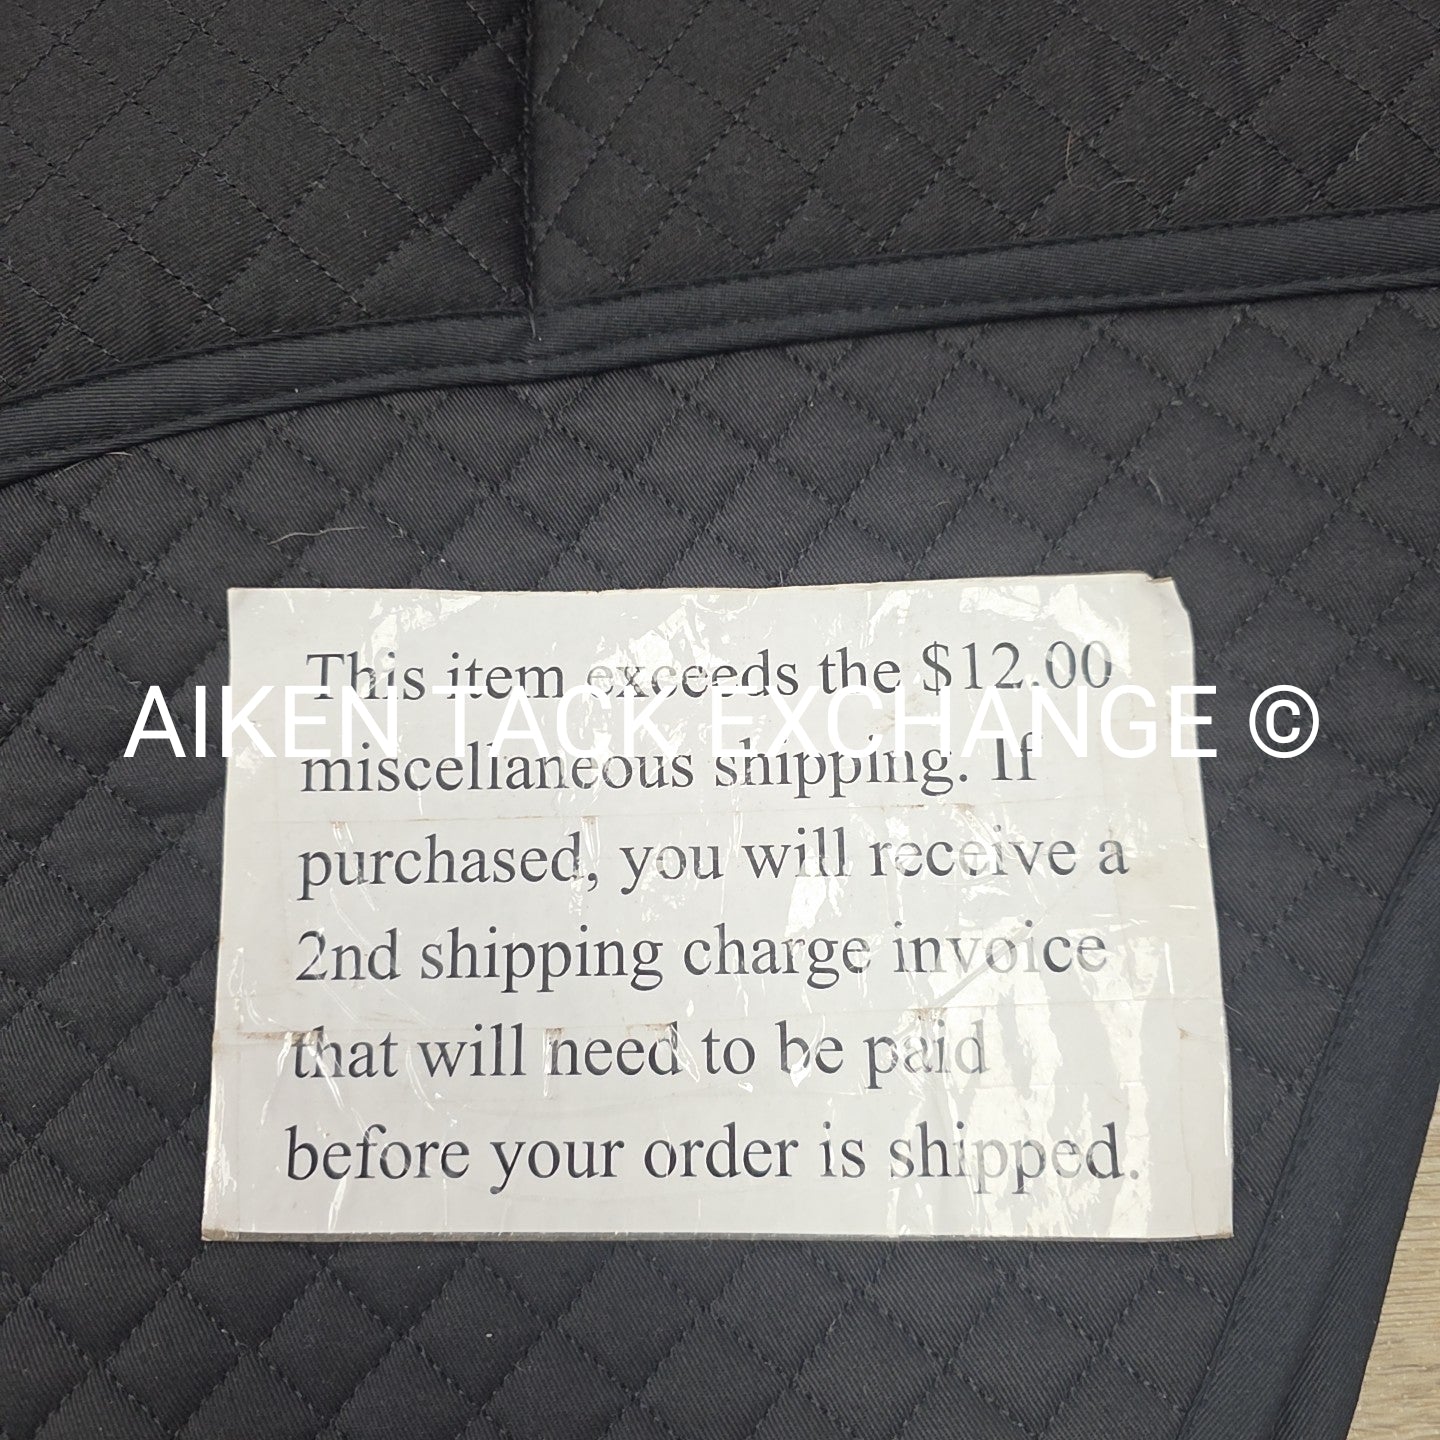 This item exceeds the $12.00
AIKEN TACK EXCHANGE ©
miscellaneous shipping. If
purchased, you will receive a
2nd shipping charge invoice
that will need to be paid
before your order is shipped.